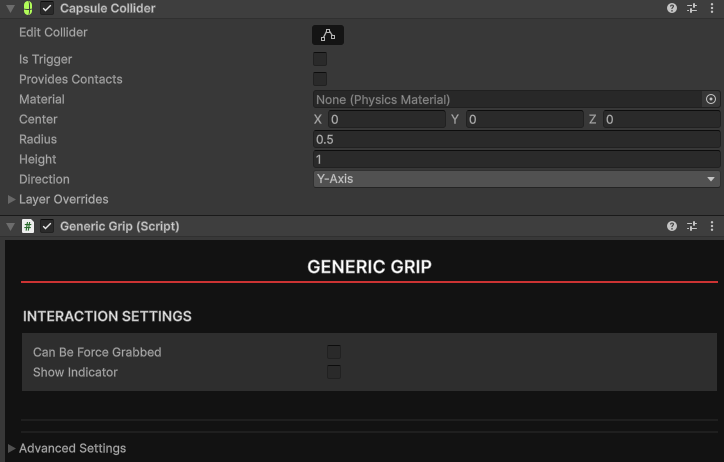 Capsule Collider
Edit Collider
Is Trigger
Provides Contacts
Material None (Physics Material)
Center X 0 Y 0 Z 0
Radius 0.5
Height 1
Direction Y-Axis
Layer Overrides
# Generic Grip (Script)
GENERIC GRIP
INTERACTION SETTINGS
Can Be Force Grabbed
Show Indicator
Advanced Settings